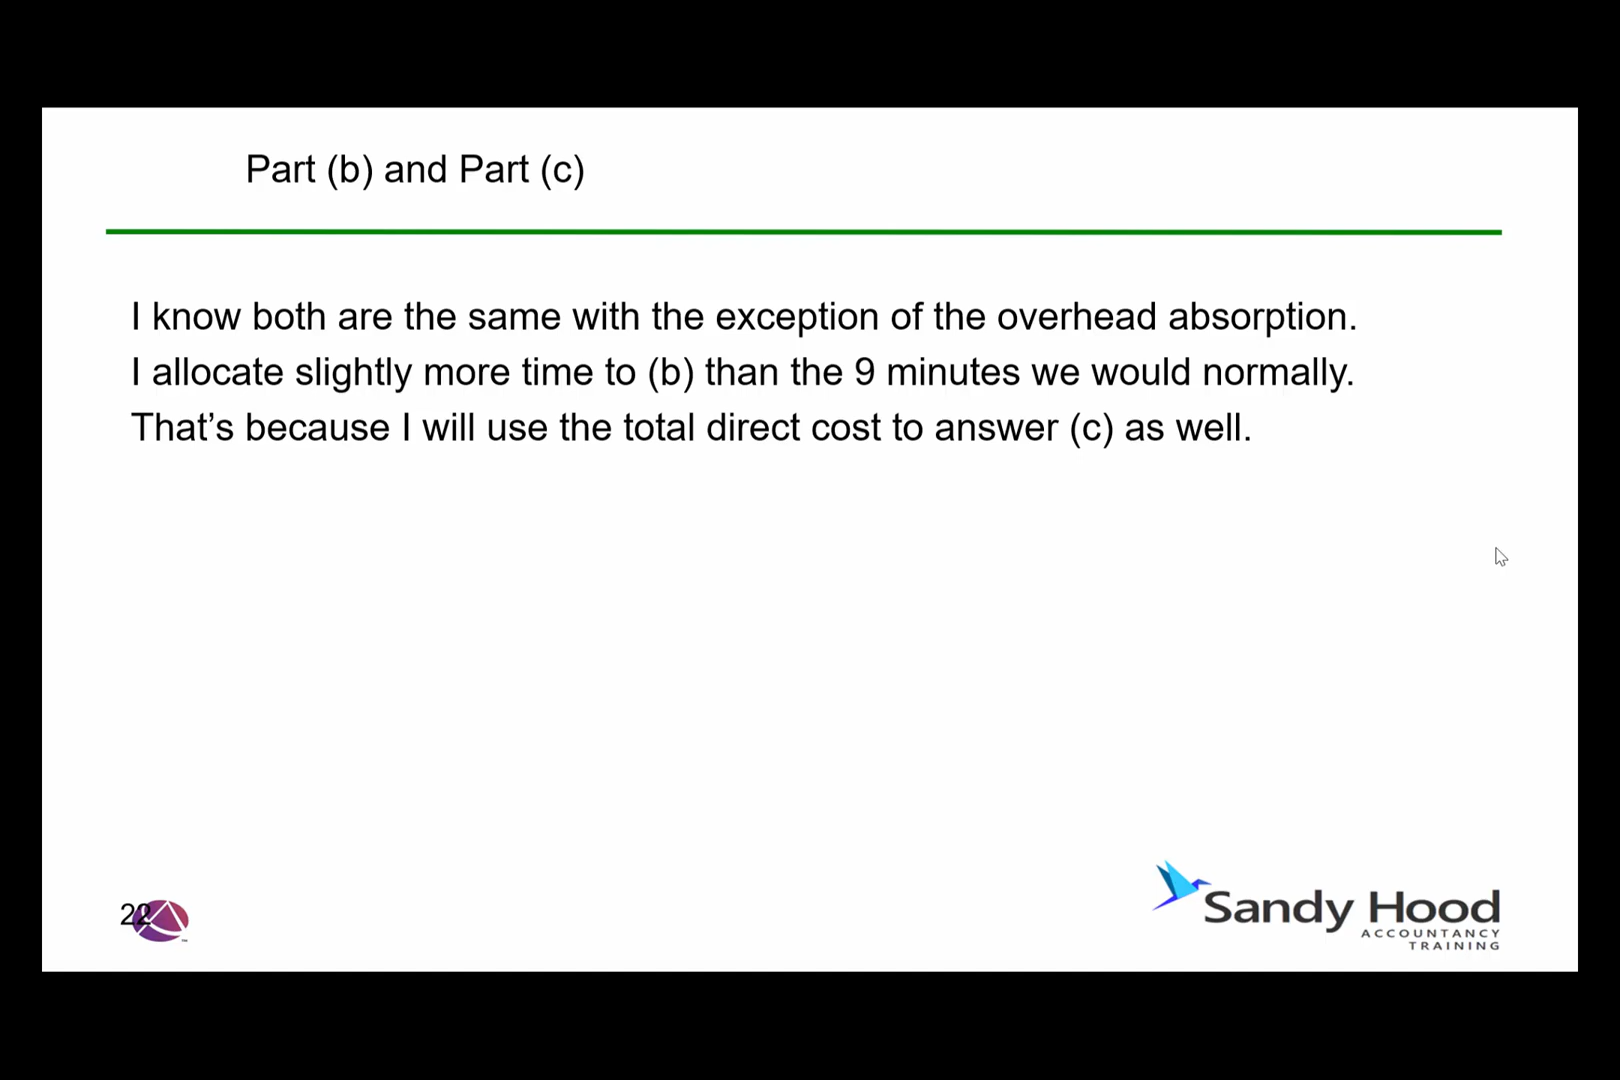 Part (b) and Part (c)
I know both are the same with the exception of the overhead absorption.
I allocate slightly more time to (b) than the 9 minutes we would normally.
That’s because I will use the total direct cost to answer (c) as well.
22
Sandy Hood
ACCOUNTANCY
TRAINING